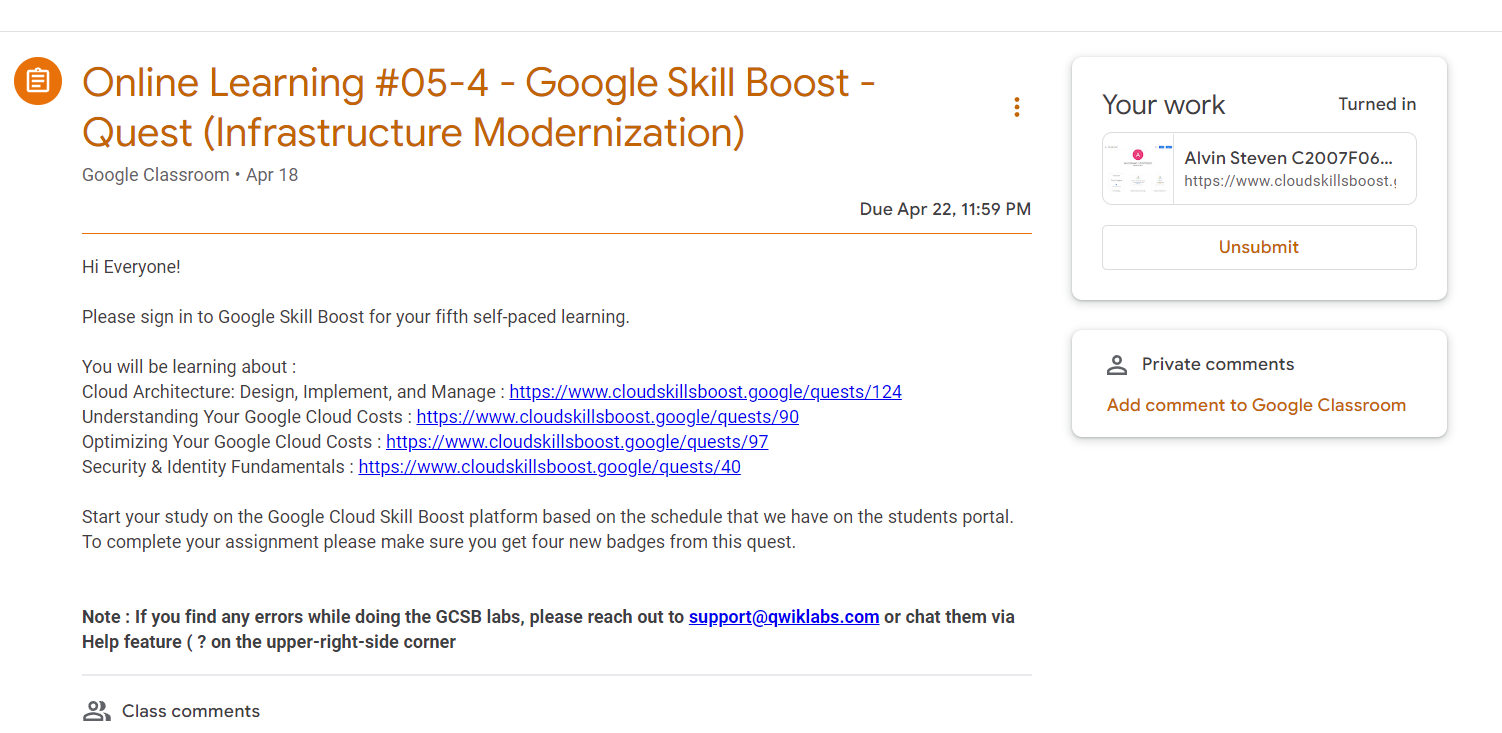 Online Learning #05-4 - Google Skill Boost -
Quest (Infrastructure Modernization)
Google Classroom • Apr 18
Due Apr 22, 11:59 PM
Hi Everyone!
Please sign in to Google Skill Boost for your fifth self-paced learning.
You will be learning about :
Cloud Architecture: Design, Implement, and Manage : https://www.cloudskillsboost.google/quests/124
Understanding Your Google Cloud Costs : https://www.cloudskillsboost.google/quests/90
Optimizing Your Google Cloud Costs : https://www.cloudskillsboost.google/quests/97
Security & Identity Fundamentals : https://www.cloudskillsboost.google/quests/40
Start your study on the Google Cloud Skill Boost platform based on the schedule that we have on the students portal.
To complete your assignment please make sure you get four new badges from this quest.
Note : If you find any errors while doing the GCSB labs, please reach out to support@qwiklabs.com or chat them via
Help feature ( ? on the upper-right-side corner
Class comments
Your work
Turned in
Alvin Steven C2007F06...
https://www.cloudskillsboost.
Unsubmit
Private comments
Add comment to Google Classroom